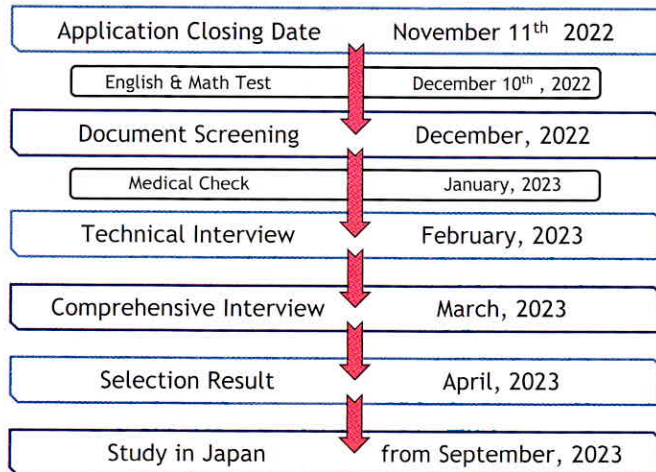 Application Closing Date November 11th 2022
English & Math Test December 10th , 2022
Document Screening December, 2022
Medical Check January, 2023
Technical Interview February, 2023
Comprehensive Interview March, 2023
Selection Result April, 2023
Study in Japan from September, 2023